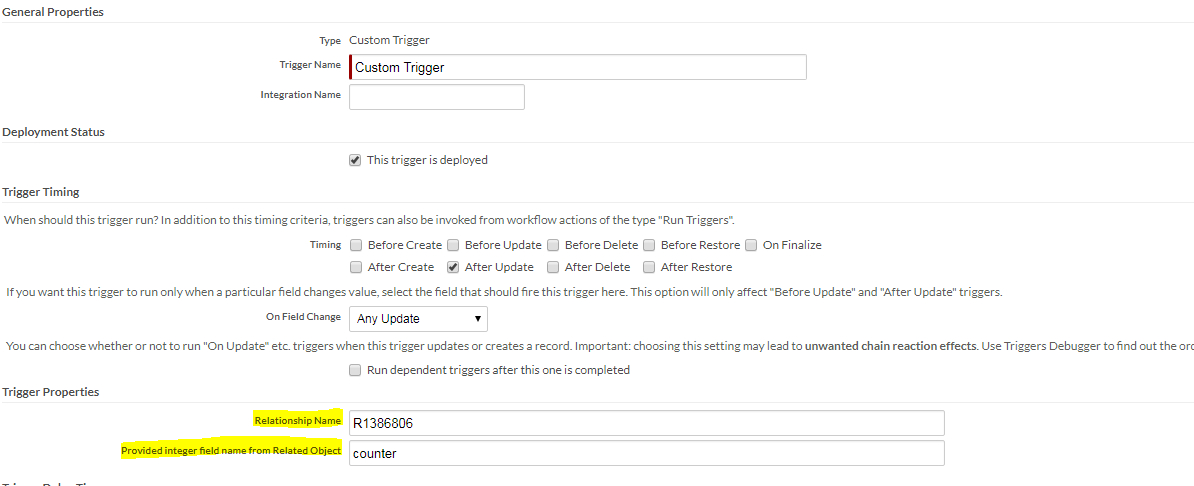 General Properties
Type Custom Trigger
Trigger Name Custom Trigger
Integration Name
Deployment Status
This trigger is deployed
Trigger Timing
When should this trigger run? In addition to this timing criteria, triggers can also be invoked from workflow actions of the type "Run Triggers".
Timing Before Create Before Update Before Delete Before Restore On Finalize
After Create After Update After Delete After Restore
If you want this trigger to run only when a particular field changes value, select the field that should fire this trigger here. This option will only affect "Before Update" and "After Update" triggers.
On Field Change Any Update
You can choose whether or not to run "On Update" etc. triggers when this trigger updates or creates a record. Important: choosing this setting may lead to unwanted chain reaction effects. Use Triggers Debugger to find out the ord
Run dependent triggers after this one is completed
Trigger Properties
Relationship Name R1386806
Provided integer field name from Related Object counter